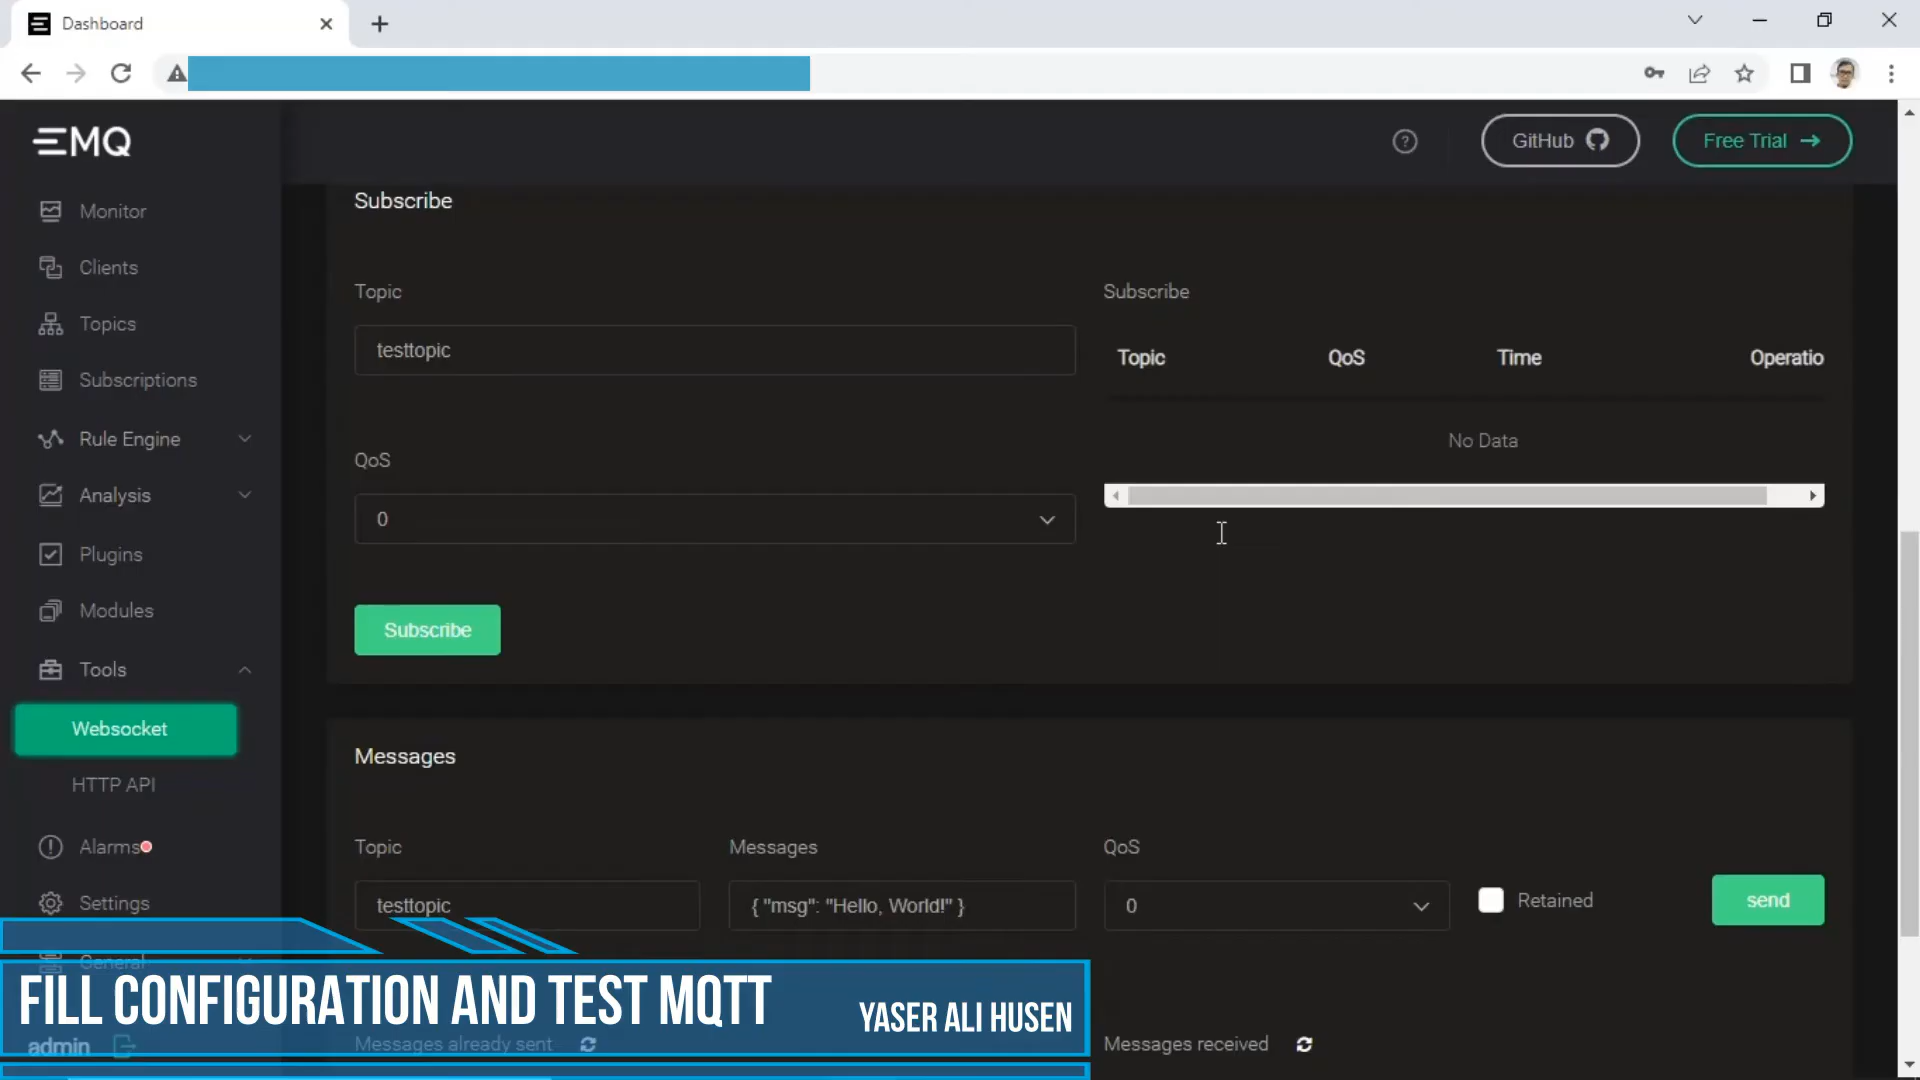 Dashboard
EMQ
GitHub
Free Trial
Monitor
Clients
Topics
Subscriptions
Rule Engine
Analysis
Plugins
Modules
Tools
Websocket
HTTP API
Alarms
Settings
General
admin
Subscribe
Topic
testtopic
QoS
0
Subscribe
Subscribe
Topic QoS Time Operatio
No Data
Messages
Topic Messages QoS
testtopic { "msg": "Hello, World!" } 0 Retained send
Messages already sent Messages received
FILL CONFIGURATION AND TEST MQTT
YASER ALI HUSEN